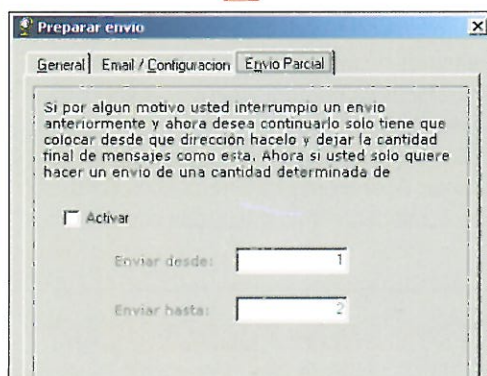 Preparar envio
General Email / Configuracion Envio Parcial
Si por algun motivo usted interrumpio un envio
anteriormente y ahora desea continuarlo solo tiene que
colocar desde que dirección hacelo y dejar la cantidad
final de mensajes como esta. Ahora si usted solo quiere
hacer un envio de una cantidad determinada de
Activar
Enviar desde: 1
Enviar hasta: 2